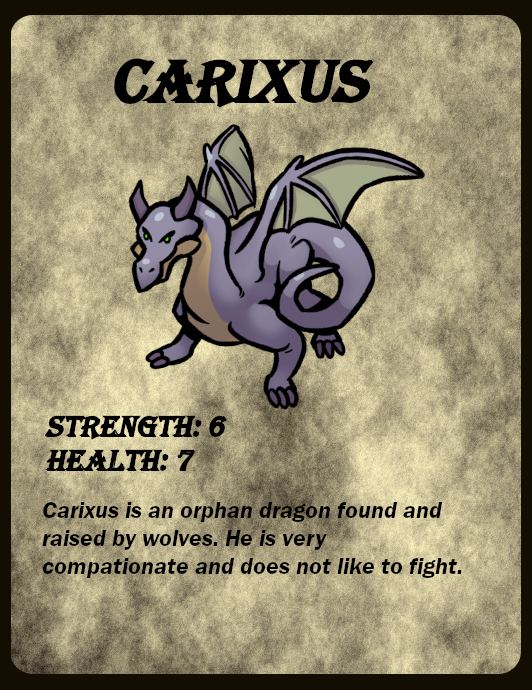 CARIXUS
STRENGTH: 6
HEALTH: 7
Carixus is an orphan dragon found and
raised by wolves. He is very
compationate and does not like to fight.